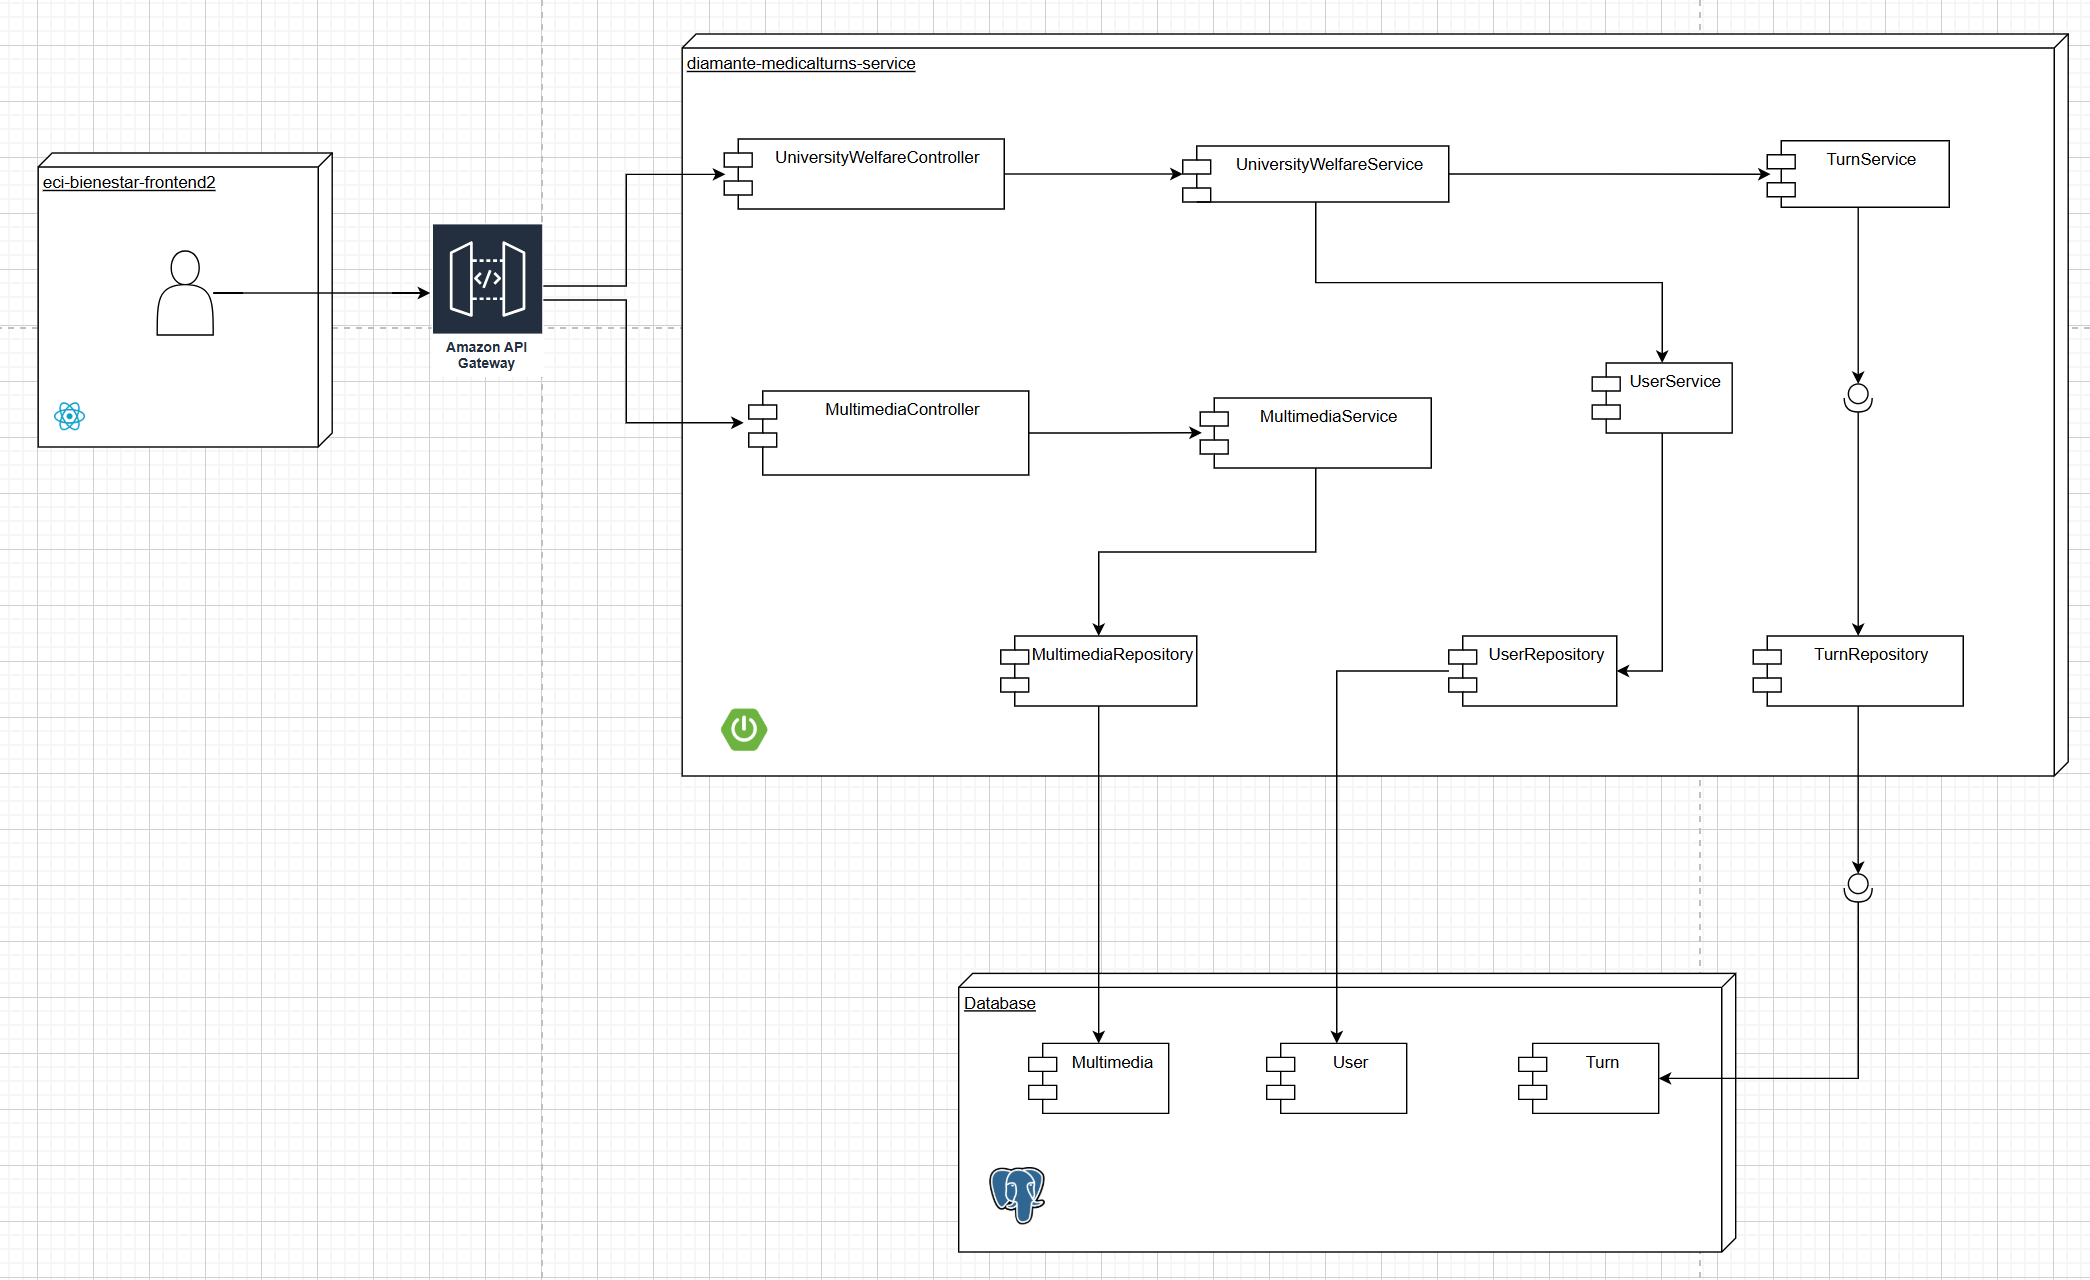 diamante-medicalturns-service
UniversityWelfareController
UniversityWelfareService
TurnService
eci-bienestar-frontend2
Amazon API
Gateway
UserService
MultimediaController
MultimediaService
MultimediaRepository
UserRepository
TurnRepository
Database
Multimedia
User
Turn